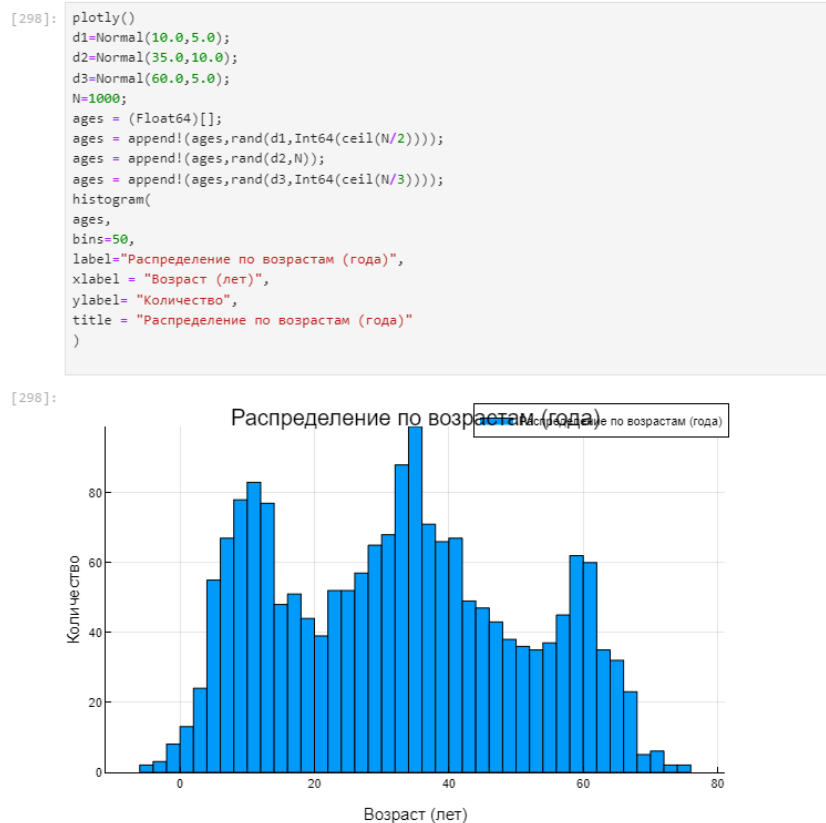 [298]: plotly()
d1=Normal(10.0,5.0);
d2=Normal(35.0,10.0);
d3=Normal(60.0,5.0);
N=1000;
ages = (Float64)[];
ages = append!(ages,rand(d1,Int64(ceil(N/2))));
ages = append!(ages,rand(d2,N));
ages = append!(ages,rand(d3,Int64(ceil(N/3))));
histogram(
ages,
bins=50,
label="Распределение по возрастам (года)",
xlabel = "Возраст (лет)",
ylabel= "Количество",
title = "Распределение по возрастам (года)"
)
[298]:
Распределение по возрастам (года)
Распределение по возрастам (года)
80
60
40
20
0
Количество
0 20 40 60 80
Возраст (лет)